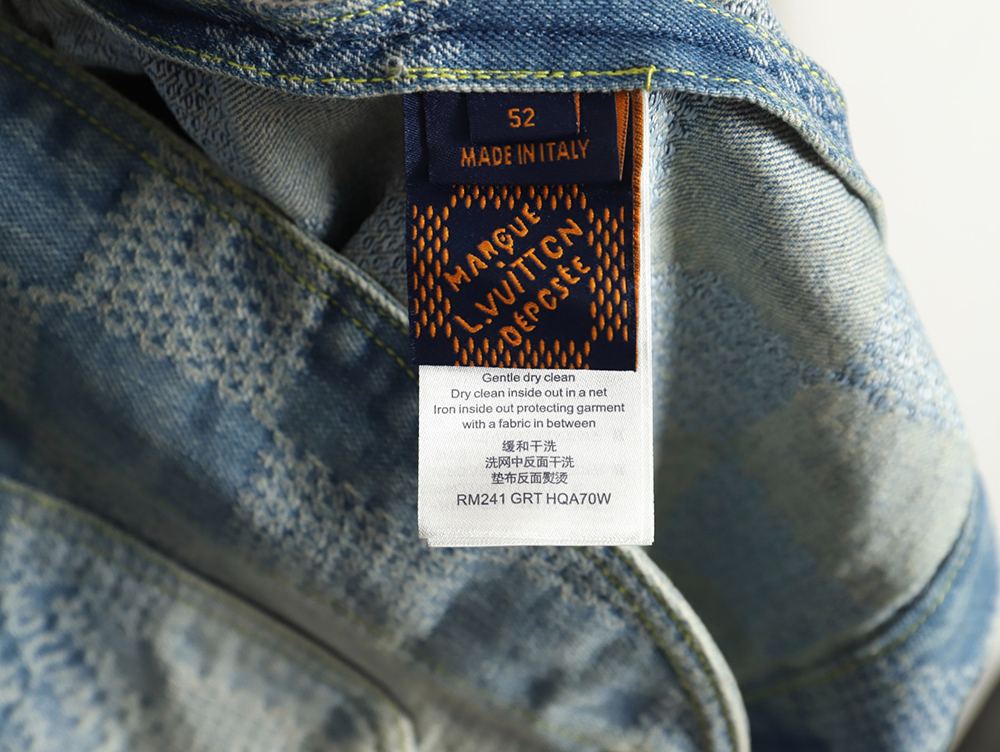 52
MADE IN ITALY
MARQUE
L.VUITTON
DÉPOSÉE
Gentle dry clean
Dry clean inside out in a net
Iron inside out protecting garment
with a fabric in between
缓和干洗
洗网中反面干洗
垫布反面熨烫
RM241 GRT HQA70W